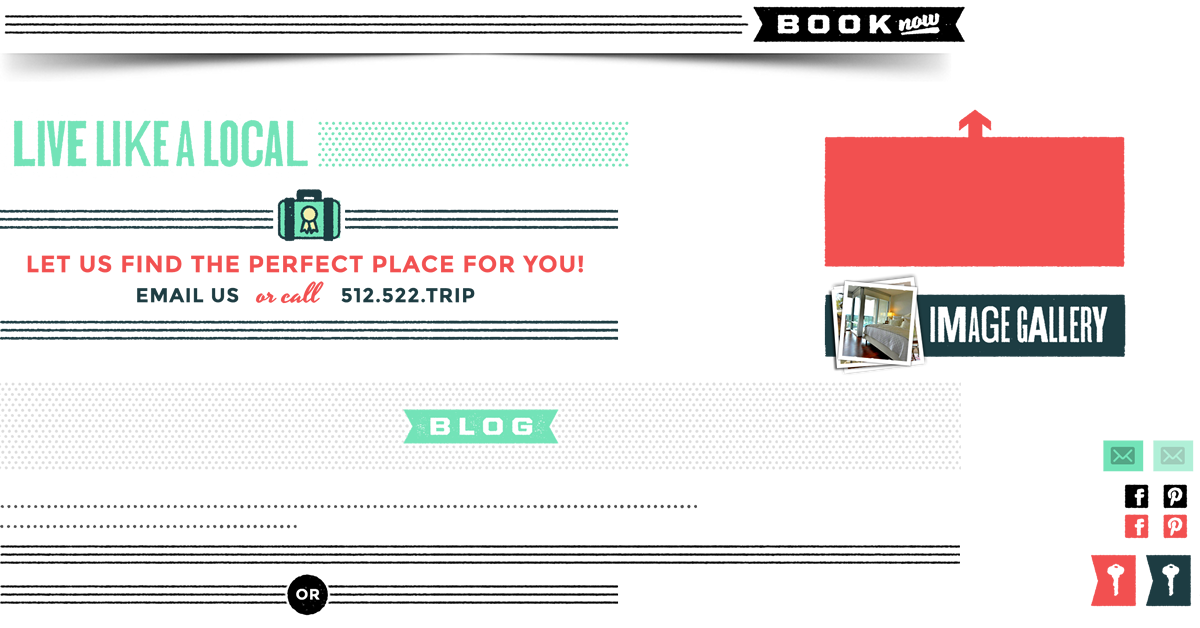 BOOK now
LIVE LIKE A LOCAL
LET US FIND THE PERFECT PLACE FOR YOU!
EMAIL US or call 512.522.TRIP
IMAGE GALLERY
BLOG
OR